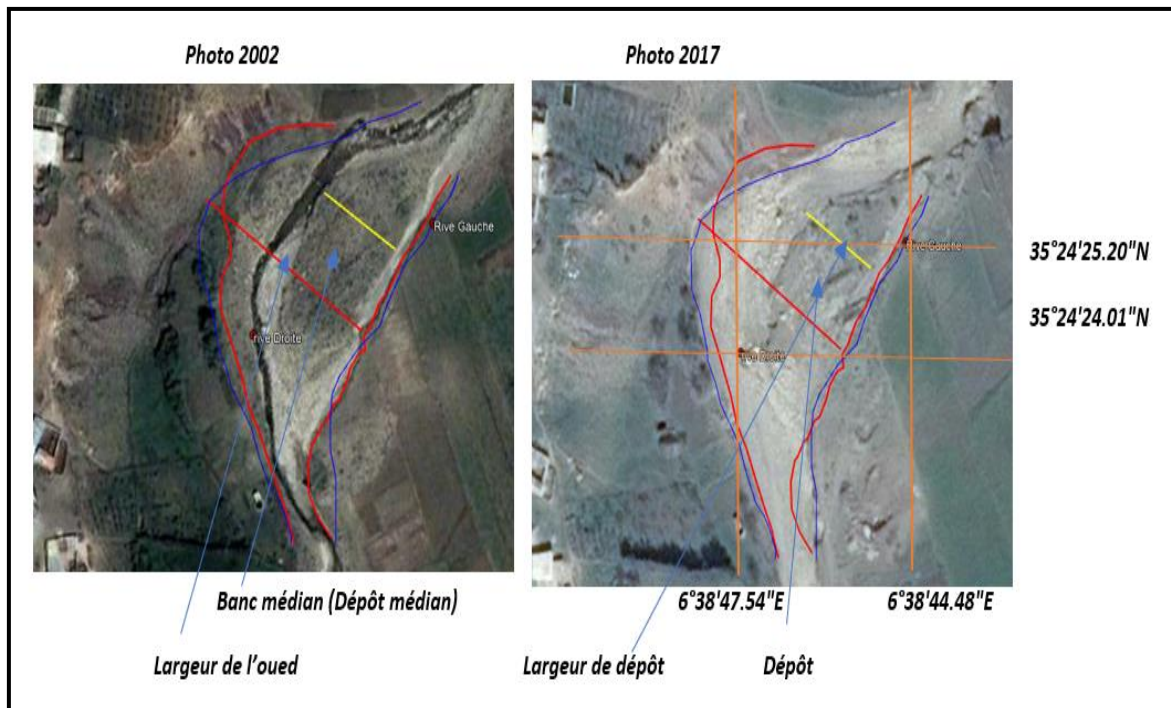 Photo 2002
Photo 2017
Rive Gauche
rive Droite
Rive Gauche
rive Droite
35°24'25.20"N
35°24'24.01"N
Banc médian (Dépôt médian)
6°38'47.54"E
6°38'44.48"E
Largeur de l'oued
Largeur de dépôt
Dépôt